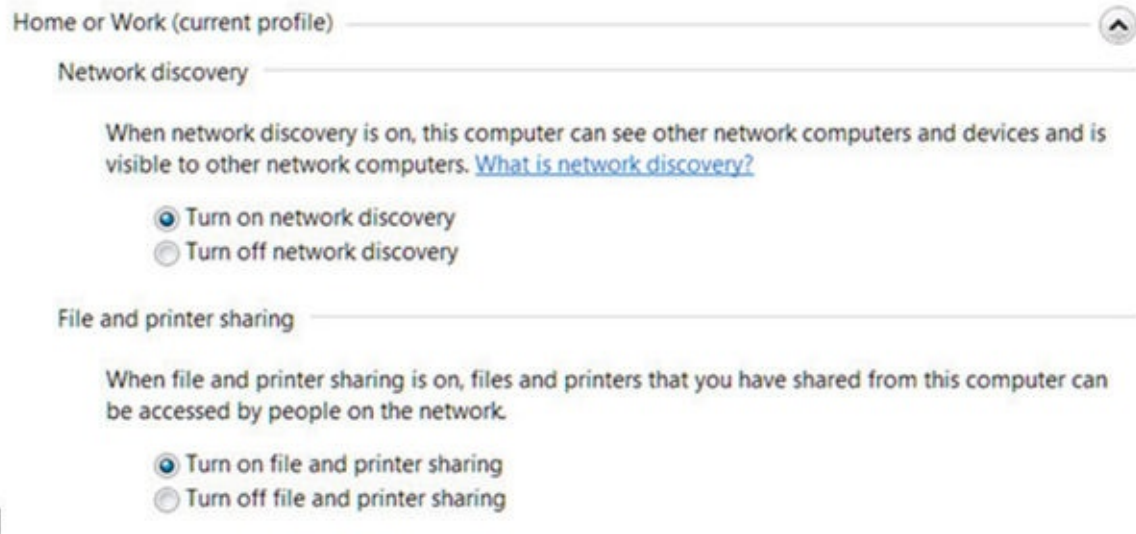 Home or Work (current profile)
Network discovery
When network discovery is on, this computer can see other network computers and devices and is
visible to other network computers. What is network discovery?
Turn on network discovery
Turn off network discovery
File and printer sharing
When file and printer sharing is on, files and printers that you have shared from this computer can
be accessed by people on the network.
Turn on file and printer sharing
Turn off file and printer sharing